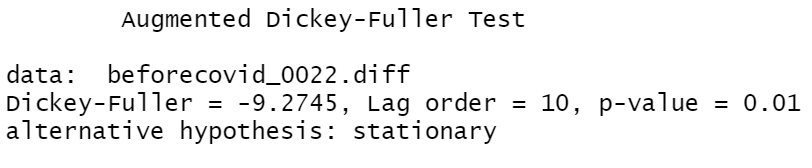 Augmented Dickey-Fuller Test
data:  beforecovid_0022.diff
Dickey-Fuller = -9.2745, Lag order = 10, p-value = 0.01
alternative hypothesis: stationary